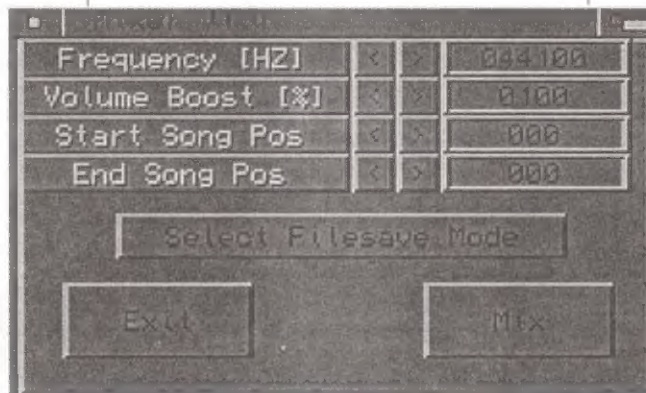 Frequency [HZ] < > 044100
Volume Boost [%] < > 0100
Start Song Pos < > 000
End Song Pos < > 000
Select Filesave Mode
Exit Mix